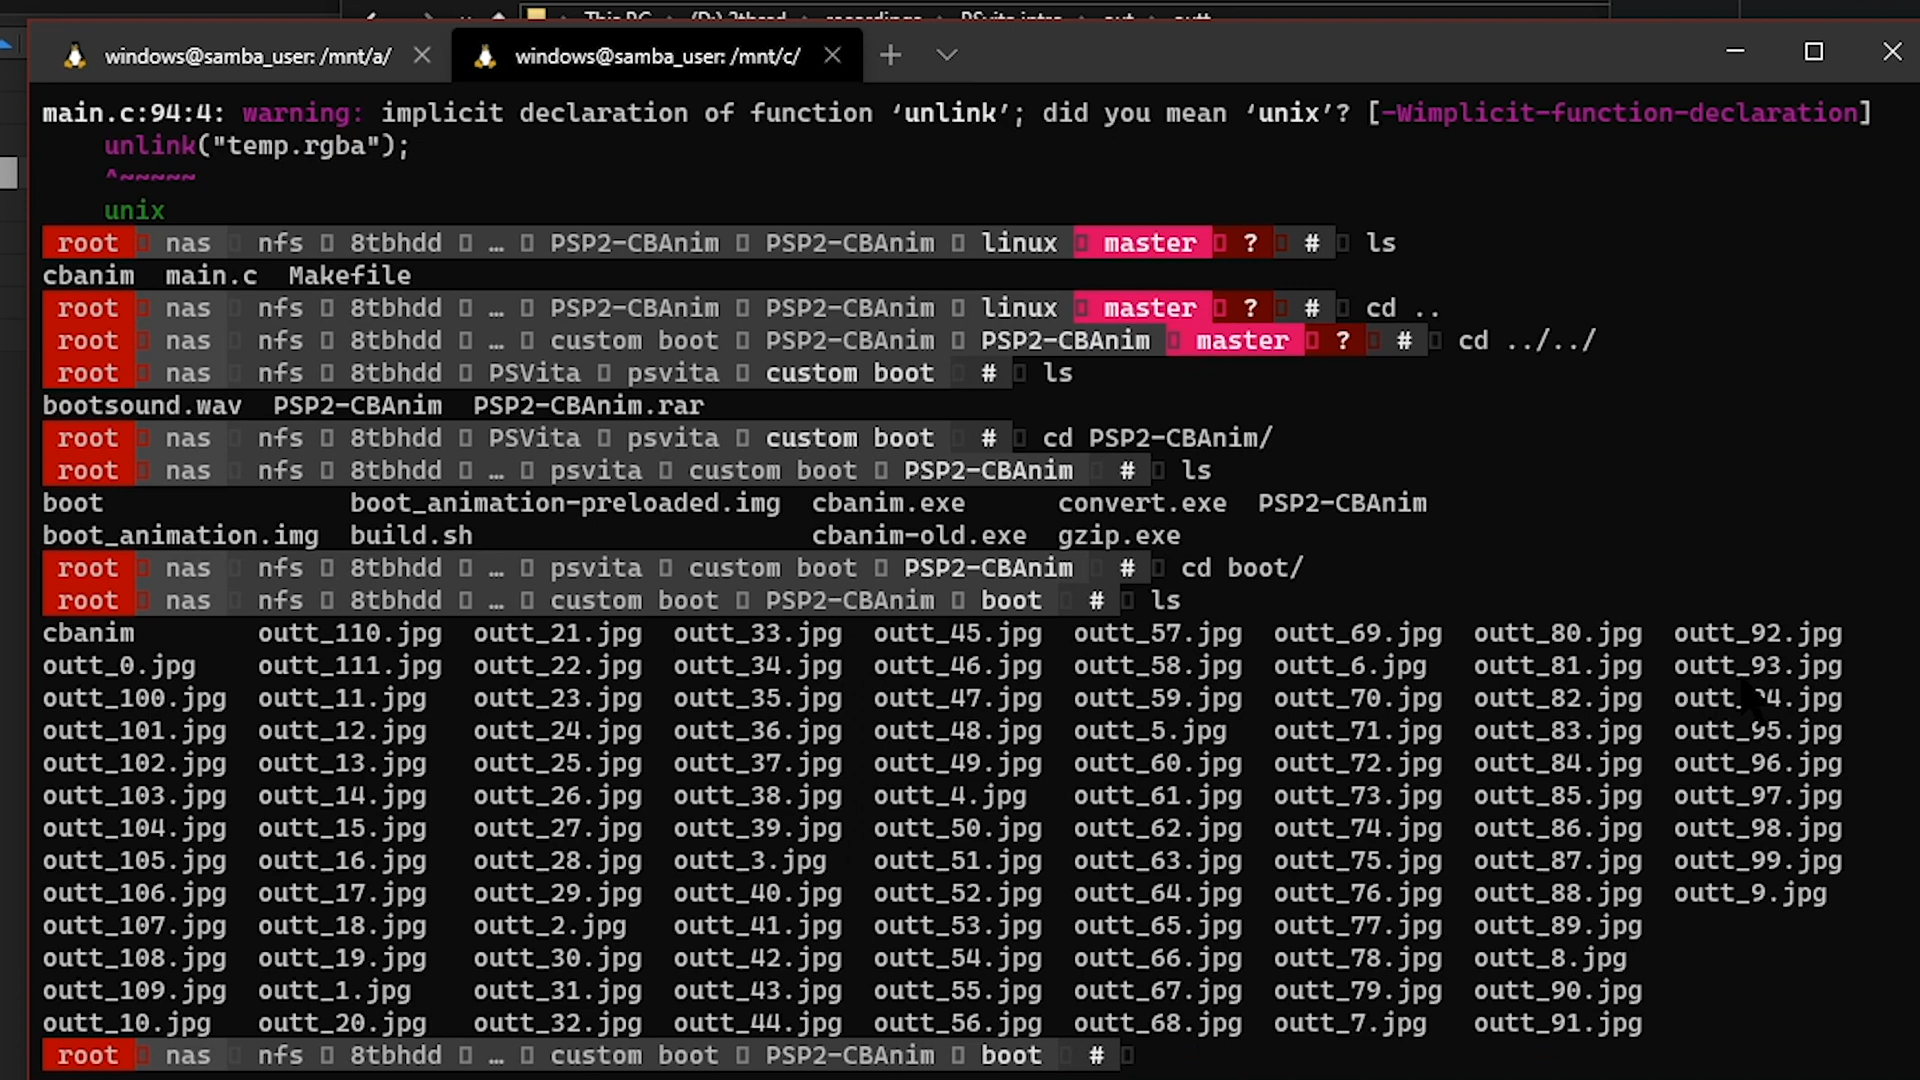 windows@samba_user: /mnt/a/ windows@samba_user: /mnt/c/
main.c:94:4: warning: implicit declaration of function ‘unlink’; did you mean ‘unix’? [-Wimplicit-function-declaration]
unlink("temp.rgba");
^~~~~~
unix
root nas nfs 8tbhdd … PSP2-CBAnim PSP2-CBAnim linux master ? # ls
cbanim main.c Makefile
root nas nfs 8tbhdd … PSP2-CBAnim PSP2-CBAnim linux master ? # cd ..
root nas nfs 8tbhdd … custom boot PSP2-CBAnim PSP2-CBAnim master ? # cd ../../
root nas nfs 8tbhdd PSVita psvita custom boot # ls
bootsound.wav PSP2-CBAnim PSP2-CBAnim.rar
root nas nfs 8tbhdd PSVita psvita custom boot # cd PSP2-CBAnim/
root nas nfs 8tbhdd … psvita custom boot PSP2-CBAnim # ls
boot boot_animation-preloaded.img cbanim.exe convert.exe PSP2-CBAnim
boot_animation.img build.sh cbanim-old.exe gzip.exe
root nas nfs 8tbhdd … psvita custom boot PSP2-CBAnim # cd boot/
root nas nfs 8tbhdd … custom boot PSP2-CBAnim boot # ls
cbanim outt_110.jpg outt_21.jpg outt_33.jpg outt_45.jpg outt_57.jpg outt_69.jpg outt_80.jpg outt_92.jpg
outt_0.jpg outt_111.jpg outt_22.jpg outt_34.jpg outt_46.jpg outt_58.jpg outt_6.jpg outt_81.jpg outt_93.jpg
outt_100.jpg outt_11.jpg outt_23.jpg outt_35.jpg outt_47.jpg outt_59.jpg outt_70.jpg outt_82.jpg outt_94.jpg
outt_101.jpg outt_12.jpg outt_24.jpg outt_36.jpg outt_48.jpg outt_5.jpg outt_71.jpg outt_83.jpg outt_95.jpg
outt_102.jpg outt_13.jpg outt_25.jpg outt_37.jpg outt_49.jpg outt_60.jpg outt_72.jpg outt_84.jpg outt_96.jpg
outt_103.jpg outt_14.jpg outt_26.jpg outt_38.jpg outt_4.jpg outt_61.jpg outt_73.jpg outt_85.jpg outt_97.jpg
outt_104.jpg outt_15.jpg outt_27.jpg outt_39.jpg outt_50.jpg outt_62.jpg outt_74.jpg outt_86.jpg outt_98.jpg
outt_105.jpg outt_16.jpg outt_28.jpg outt_3.jpg outt_51.jpg outt_63.jpg outt_75.jpg outt_87.jpg outt_99.jpg
outt_106.jpg outt_17.jpg outt_29.jpg outt_40.jpg outt_52.jpg outt_64.jpg outt_76.jpg outt_88.jpg outt_9.jpg
outt_107.jpg outt_18.jpg outt_2.jpg outt_41.jpg outt_53.jpg outt_65.jpg outt_77.jpg outt_89.jpg
outt_108.jpg outt_19.jpg outt_30.jpg outt_42.jpg outt_54.jpg outt_66.jpg outt_78.jpg outt_8.jpg
outt_109.jpg outt_1.jpg outt_31.jpg outt_43.jpg outt_55.jpg outt_67.jpg outt_79.jpg outt_90.jpg
outt_10.jpg outt_20.jpg outt_32.jpg outt_44.jpg outt_56.jpg outt_68.jpg outt_7.jpg outt_91.jpg
root nas nfs 8tbhdd … custom boot PSP2-CBAnim boot #